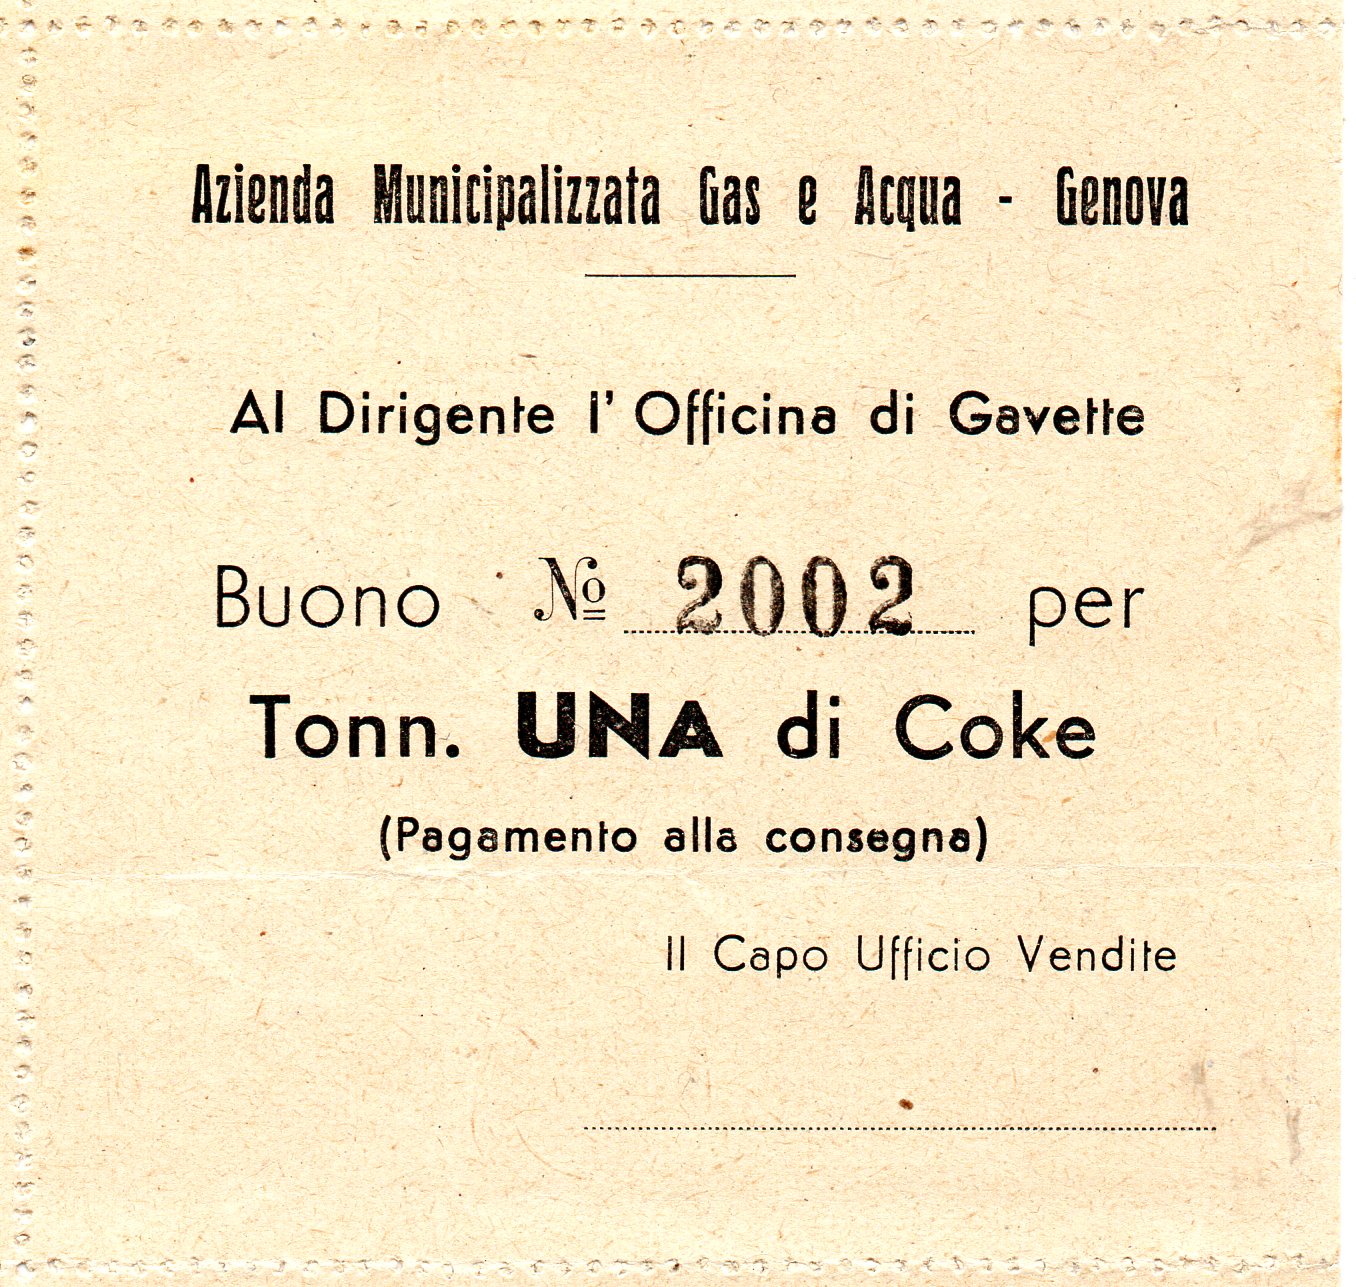 Azienda Municipalizzata Gas e Acqua - Genova
Al Dirigente l' Officina di Gavette
Buono № 2002 per
Tonn. UNA di Coke
(Pagamento alla consegna)
Il Capo Ufficio Vendite